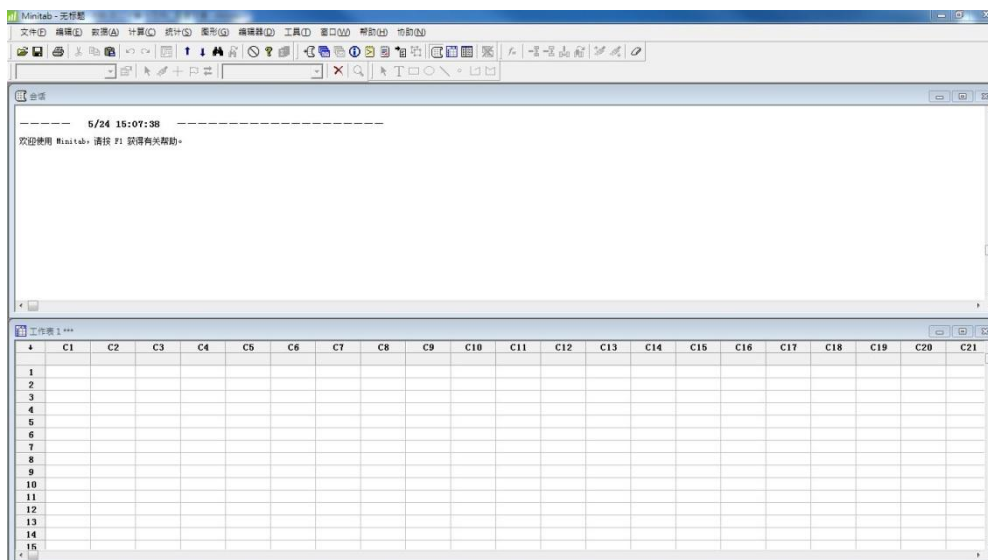 Minitab - 无标题
文件(F) 编辑(E) 数据(A) 计算(C) 统计(S) 图形(G) 编辑器(D) 工具(T) 窗口(W) 帮助(H) 协助(N)
会话
————— 5/24 15:07:38 ————————————————————
欢迎使用 Minitab，请按 F1 获得有关帮助。
工作表 1 ***
↓ C1 C2 C3 C4 C5 C6 C7 C8 C9 C10 C11 C12 C13 C14 C15 C16 C17 C18 C19 C20 C21
1
2
3
4
5
6
7
8
9
10
11
12
13
14
15